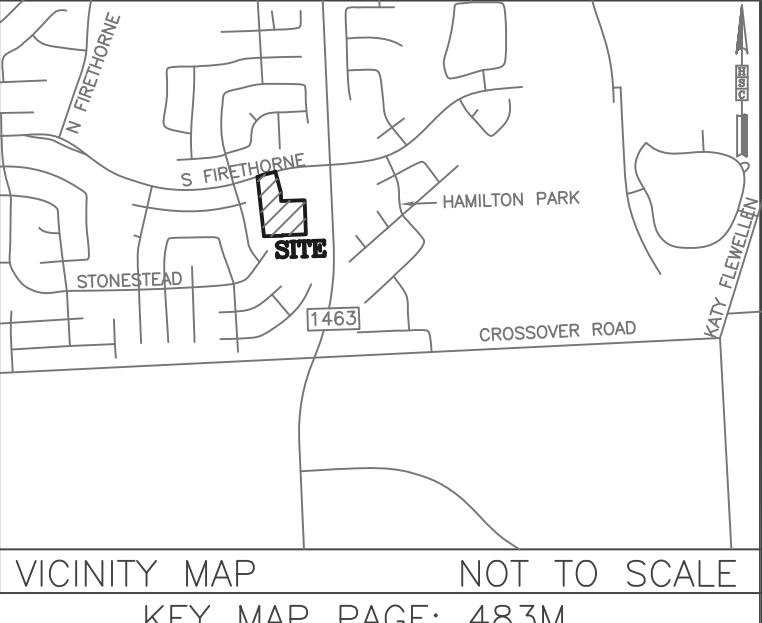 N FIRETHORNE
HSC
S FIRETHORNE
HAMILTON PARK
SITE
STONESTEAD
KATY FLEWELLEN
1463
CROSSOVER ROAD
VICINITY MAP NOT TO SCALE
KEY MAP PAGE: 483M